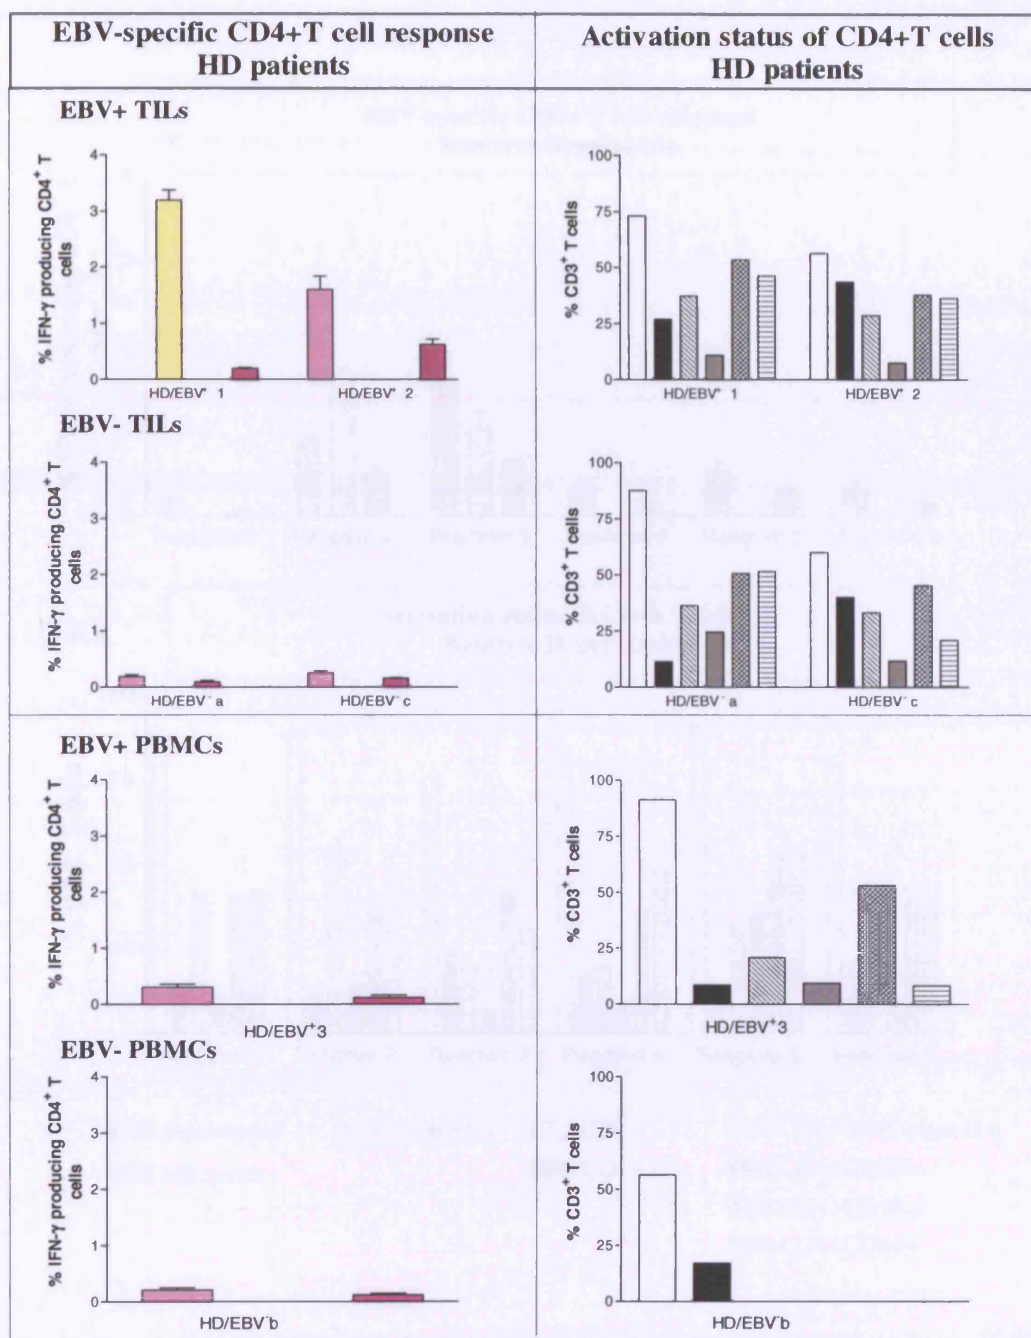 EBV-specific CD4+T cell response
HD patients
Activation status of CD4+T cells
HD patients
EBV+ TILs
% IFN-γ producing CD4⁺ T
cells
4
3
2
1
0
HD/EBV⁺ 1
HD/EBV⁺ 2
% CD3⁺ T cells
100
75
50
25
0
HD/EBV⁺ 1
HD/EBV⁺ 2
EBV- TILs
% IFN-γ producing CD4⁺ T
cells
4
3
2
1
0
HD/EBV⁻ a
HD/EBV⁻ c
% CD3⁺ T cells
100
75
50
25
0
HD/EBV⁻ a
HD/EBV⁻ c
EBV+ PBMCs
% IFN-γ producing CD4⁺ T
cells
4
3
2
1
0
HD/EBV⁺3
% CD3⁺ T cells
100
75
50
25
0
HD/EBV⁺3
EBV- PBMCs
% IFN-γ producing CD4⁺ T
cells
4
3
2
1
0
HD/EBV⁻b
% CD3⁺ T cells
100
75
50
25
0
HD/EBV⁻b